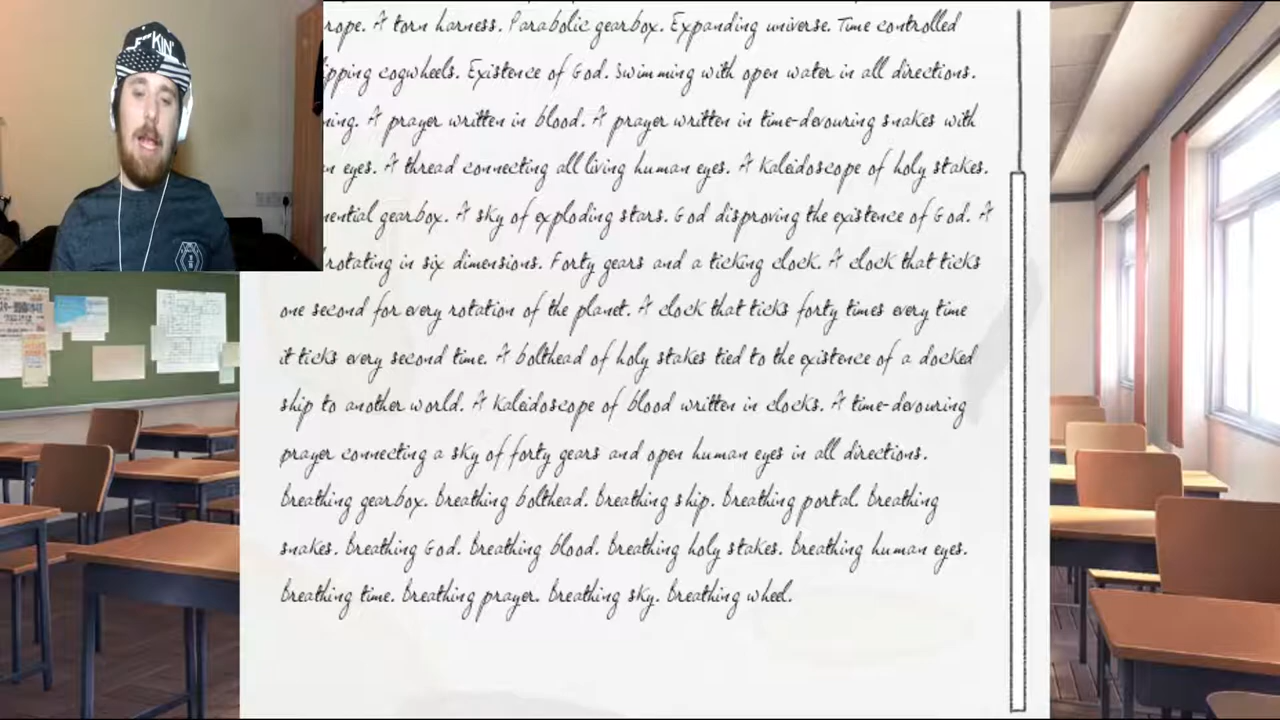 rope. A torn harness. Parabolic gearbox. Expanding universe. Time controlled
ipping cogwheels. Existence of God. Swimming with open water in all directions.
ning. A prayer written in blood. A prayer written in time-devouring snakes with
n eyes. A thread connecting all living human eyes. A kaleidoscope of holy stakes.
nential gearbox. A sky of exploding stars. God disproving the existence of God. A
rotating in six dimensions. Forty gears and a ticking clock. A clock that ticks
one second for every rotation of the planet. A clock that ticks forty times every time
it ticks every second time. A bolthead of holy stakes tied to the existence of a docked
ship to another world. A kaleidoscope of blood written in clocks. A time-devouring
prayer connecting a sky of forty gears and open human eyes in all directions.
Breathing gearbox. Breathing bolthead. Breathing ship. Breathing portal. Breathing
snakes. Breathing God. Breathing blood. Breathing holy stakes. Breathing human eyes.
Breathing time. Breathing prayer. Breathing sky. Breathing wheel.